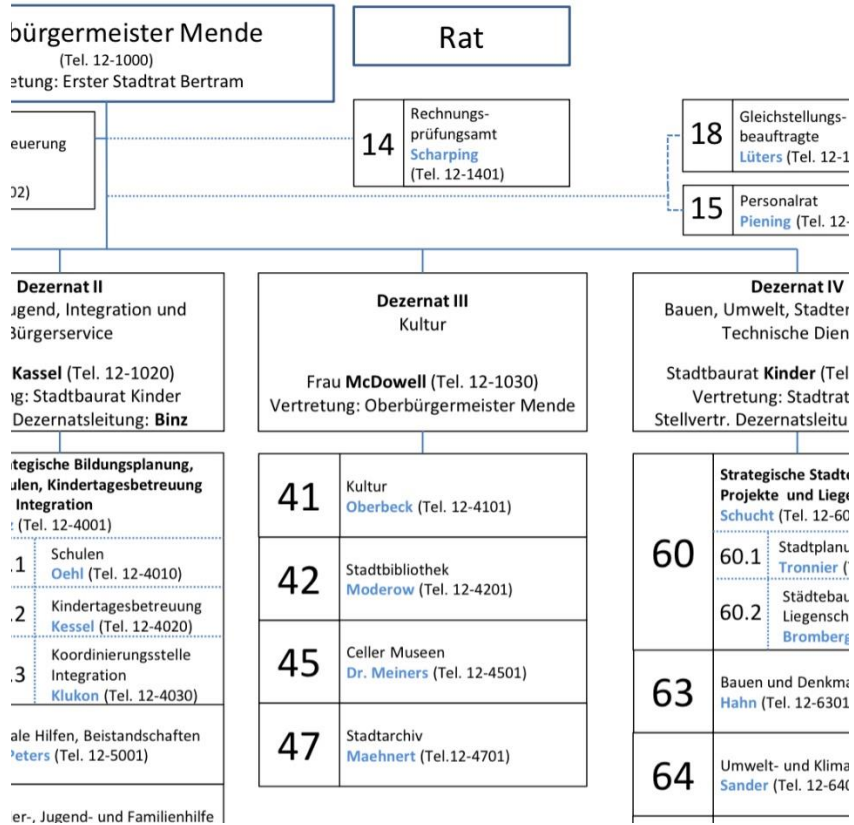 bürgermeister Mende
(Tel. 12-1000)
etung: Erster Stadtrat Bertram
Rat
euerung
02)
14
Rechnungs-
prüfungsamt
Scharping
(Tel. 12-1401)
18
Gleichstellungs-
beauftragte
Lüters (Tel. 12-1
15
Personalrat
Piening (Tel. 12-
Dezernat II
ugend, Integration und
Bürgerservice
Kassel (Tel. 12-1020)
ng: Stadtbaurat Kinder
Dezernatsleitung: Binz
ategische Bildungsplanung,
ulen, Kindertagesbetreuung
Integration
(Tel. 12-4001)
.1
Schulen
Oehl (Tel. 12-4010)
.2
Kindertagesbetreuung
Kessel (Tel. 12-4020)
.3
Koordinierungsstelle
Integration
Klukon (Tel. 12-4030)
ale Hilfen, Beistandschaften
Peters (Tel. 12-5001)
er-, Jugend- und Familienhilfe
Dezernat III
Kultur
Frau McDowell (Tel. 12-1030)
Vertretung: Oberbürgermeister Mende
41
Kultur
Oberbeck (Tel. 12-4101)
42
Stadtbibliothek
Moderow (Tel. 12-4201)
45
Celler Museen
Dr. Meiners (Tel. 12-4501)
47
Stadtarchiv
Maehnert (Tel.12-4701)
Dezernat IV
Bauen, Umwelt, Stadter
Technische Dien
Stadtbaurat Kinder (Tel
Vertretung: Stadtrat
Stellvertr. Dezernatsleitu
60
Strategische Stadte
Projekte und Liege
Schucht (Tel. 12-60
60.1
Stadtplanu
Tronnier (
60.2
Städtebau
Liegensch
Bromberg
63
Bauen und Denkma
Hahn (Tel. 12-6301
64
Umwelt- und Klima
Sander (Tel. 12-640